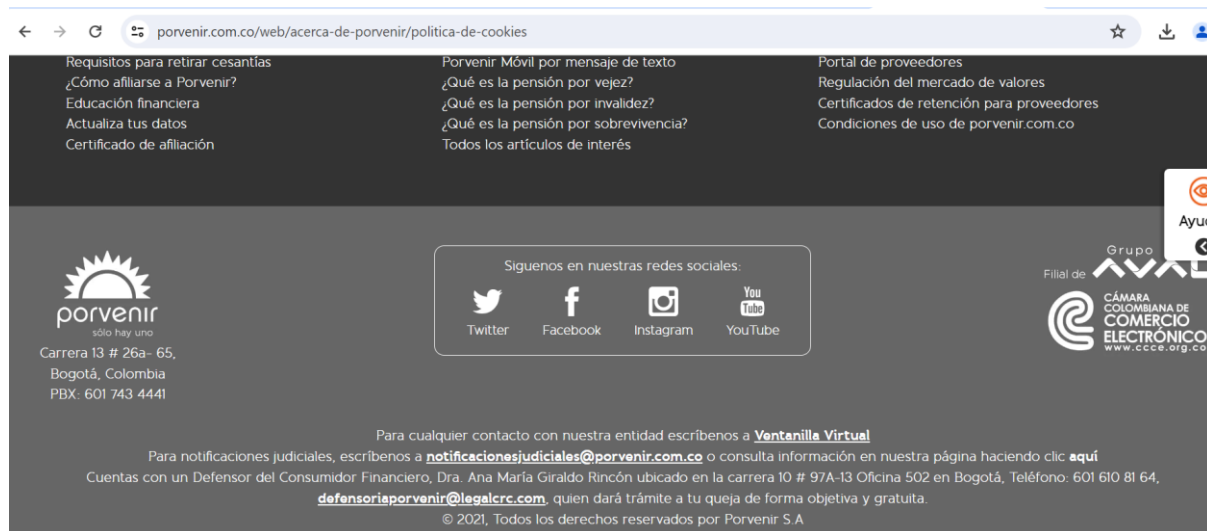 porvenir.com.co/web/acerca-de-porvenir/politica-de-cookies
Requisitos para retirar cesantías
¿Cómo afiliarse a Porvenir?
Educación financiera
Actualiza tus datos
Certificado de afiliación
Porvenir Móvil por mensaje de texto
¿Qué es la pensión por vejez?
¿Qué es la pensión por invalidez?
¿Qué es la pensión por sobrevivencia?
Todos los artículos de interés
Portal de proveedores
Regulación del mercado de valores
Certificados de retención para proveedores
Condiciones de uso de porvenir.com.co
Ayu
porvenir
sólo hay uno
Carrera 13 # 26a- 65,
Bogotá, Colombia
PBX: 601 743 4441
Siguenos en nuestras redes sociales:
You
Tube
Twitter
Facebook
Instagram
YouTube
Grupo
Filial de AVAL
CÁMARA
COLOMBIANA DE
COMERCIO
ELECTRÓNICO
www.ccce.org.co
Para cualquier contacto con nuestra entidad escríbenos a Ventanilla Virtual
Para notificaciones judiciales, escríbenos a notificacionesjudiciales@porvenir.com.co o consulta información en nuestra página haciendo clic aquí
Cuentas con un Defensor del Consumidor Financiero, Dra. Ana María Giraldo Rincón ubicado en la carrera 10 # 97A-13 Oficina 502 en Bogotá, Teléfono: 601 610 81 64,
defensoriaporvenir@legalcrc.com, quien dará trámite a tu queja de forma objetiva y gratuita.
© 2021, Todos los derechos reservados por Porvenir S.A